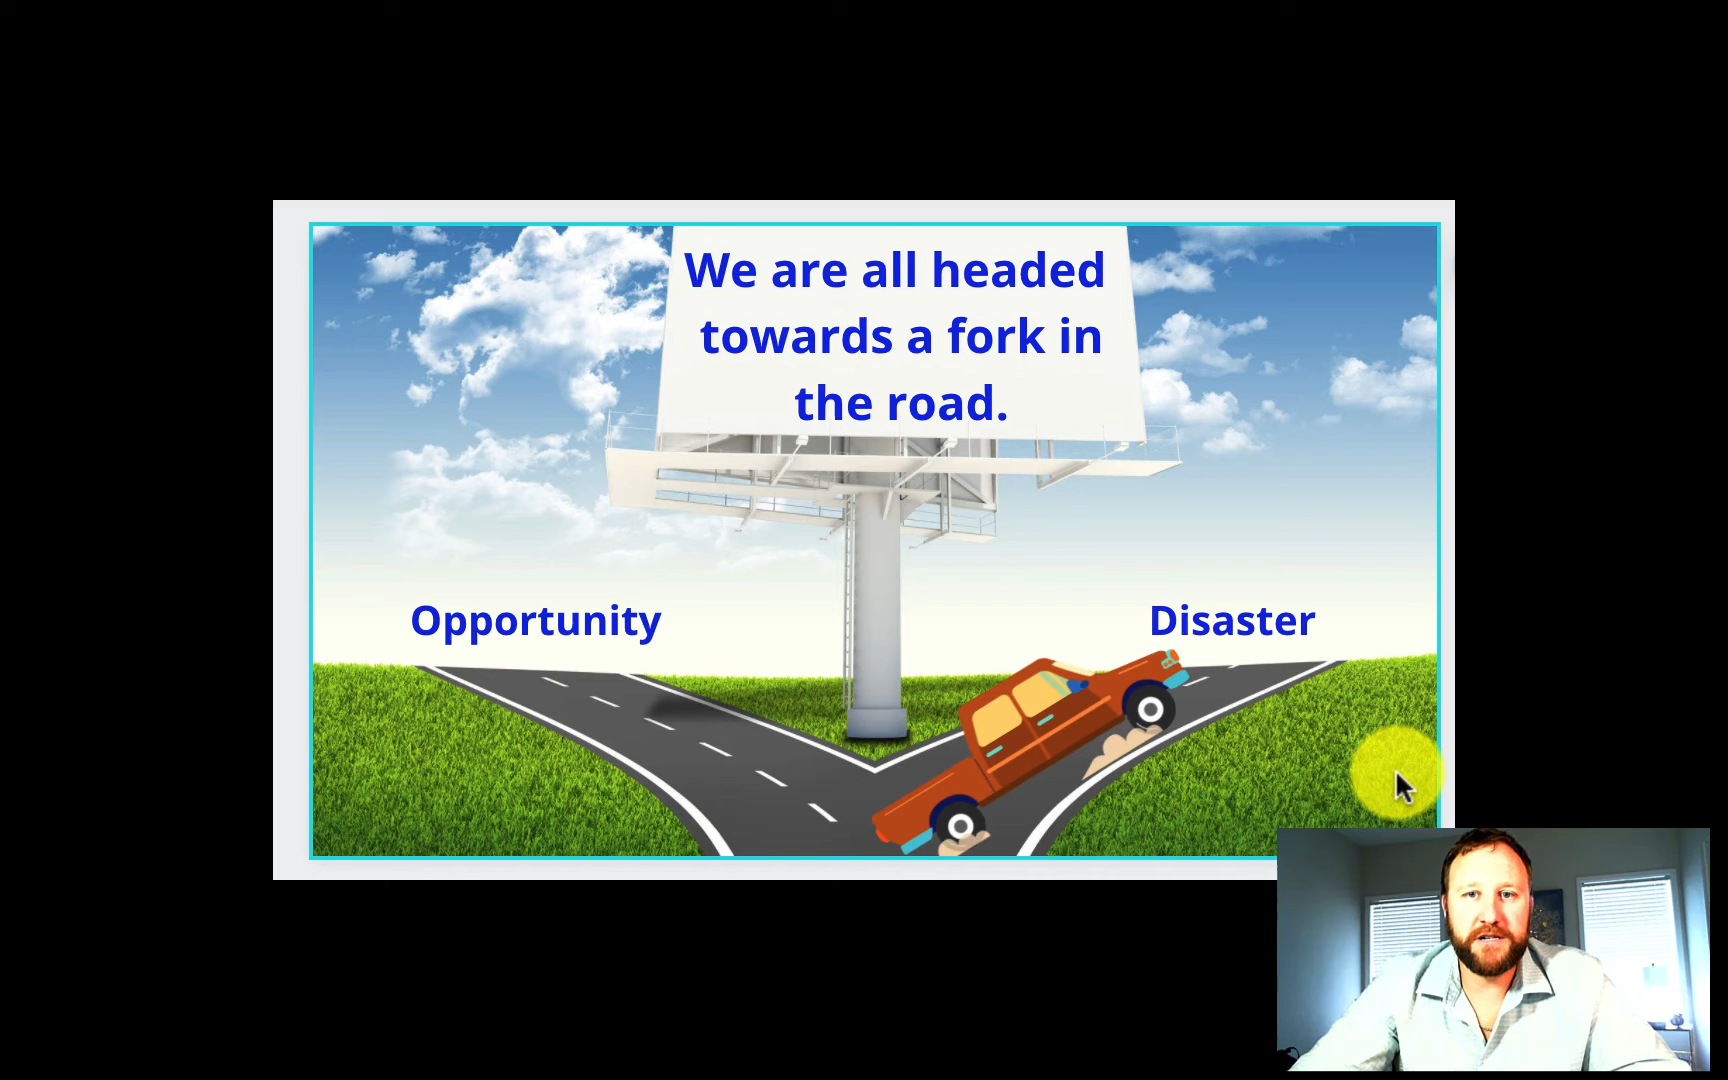 We are all headed
towards a fork in
the road.
Opportunity
Disaster